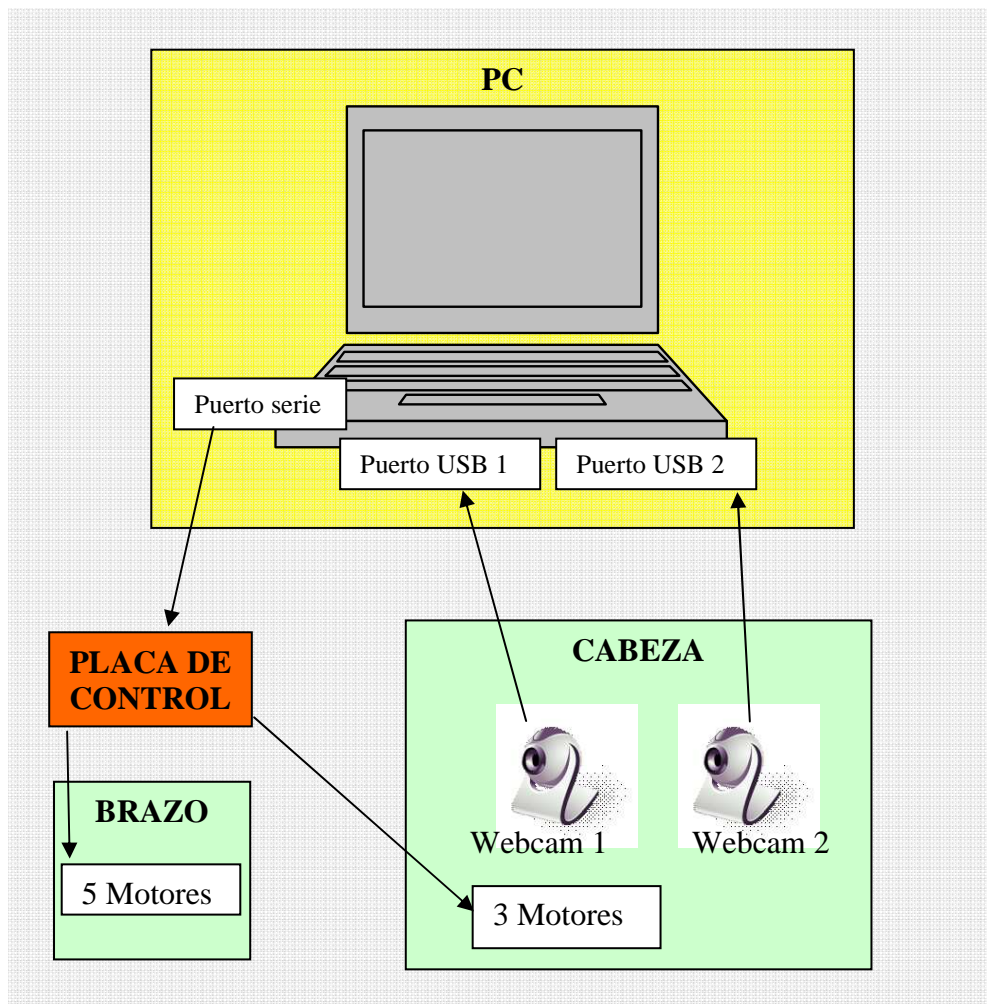 PC
Puerto serie
Puerto USB 1
Puerto USB 2
PLACA DE
CONTROL
CABEZA
BRAZO
Webcam 1
Webcam 2
5 Motores
3 Motores